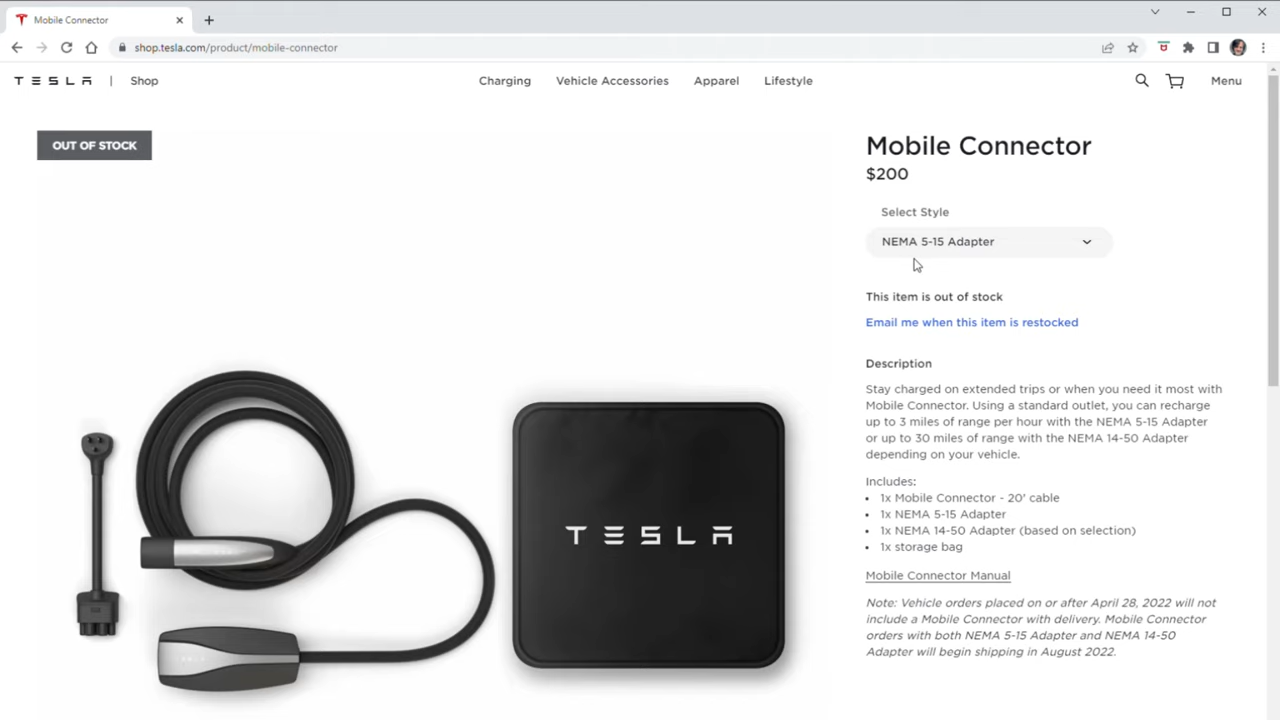 Mobile Connector
shop.tesla.com/product/mobile-connector
TESLA | Shop
Charging Vehicle Accessories Apparel Lifestyle
Menu
OUT OF STOCK
TESLA
Mobile Connector
$200
Select Style
NEMA 5-15 Adapter
This item is out of stock
Email me when this item is restocked
Description
Stay charged on extended trips or when you need it most with
Mobile Connector. Using a standard outlet, you can recharge
up to 3 miles of range per hour with the NEMA 5-15 Adapter
or up to 30 miles of range with the NEMA 14-50 Adapter
depending on your vehicle.
Includes:
• 1x Mobile Connector - 20' cable
• 1x NEMA 5-15 Adapter
• 1x NEMA 14-50 Adapter (based on selection)
• 1x storage bag
Mobile Connector Manual
Note: Vehicle orders placed on or after April 28, 2022 will not
include a Mobile Connector with delivery. Mobile Connector
orders with both NEMA 5-15 Adapter and NEMA 14-50
Adapter will begin shipping in August 2022.